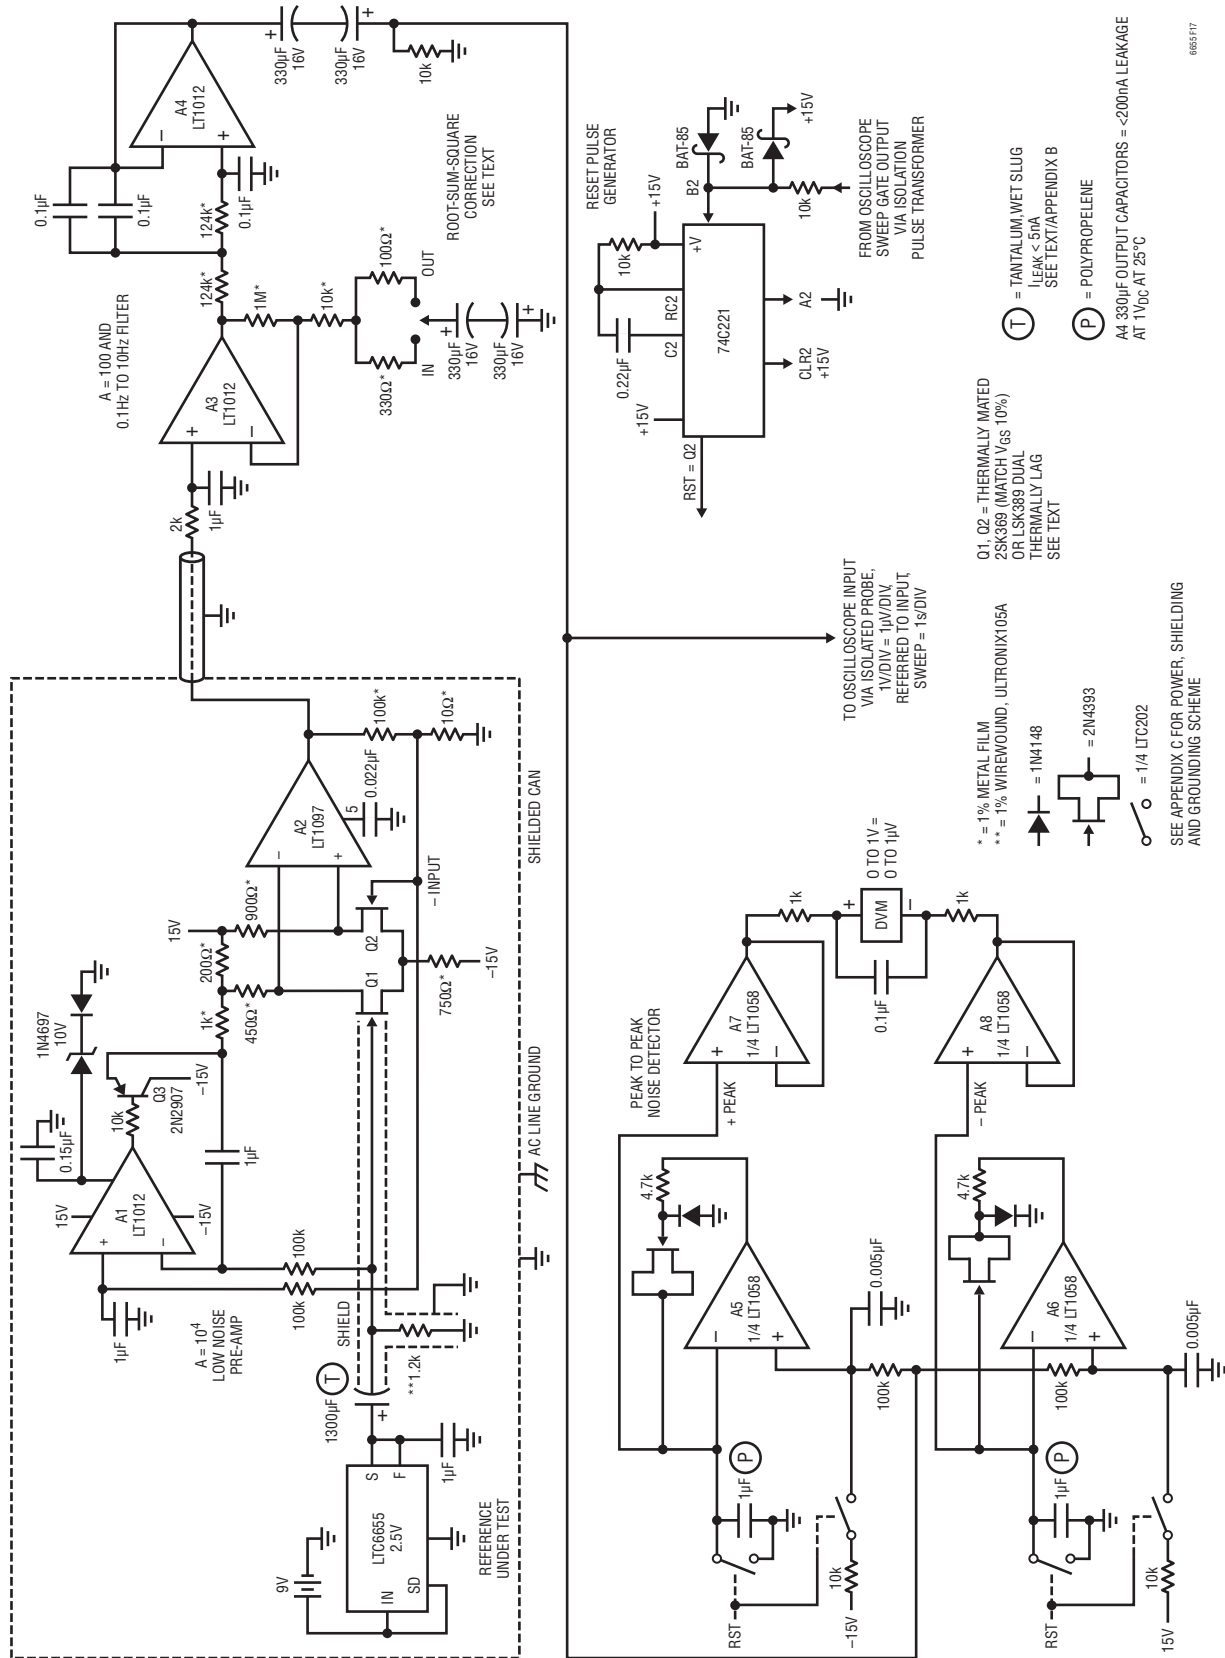 9V
IN
SD
S
F
LTC6655
2.5V
REFERENCE
UNDER TEST
1µF
1300µF
T
+
**1.2k
SHIELD
A = 10⁴
LOW NOISE
PRE-AMP
1µF
100k
100k
15V
+
–
A1
LT1012
–15V
0.15µF
1N4697
10V
10k
Q3
2N2907
–15V
1µF
1k*
200Ω*
450Ω*
900Ω*
15V
Q1
Q2
750Ω*
–15V
– INPUT
–
+
A2
LT1097
5
0.022µF
100k*
10Ω*
SHIELDED CAN
AC LINE GROUND
2k
1µF
A = 100 AND
0.1Hz TO 10Hz FILTER
+
–
A3
LT1012
124k*
124k*
1M*
10k*
330Ω*
100Ω*
IN
OUT
+
330µF
16V
330µF
16V
+
ROOT-SUM-SQUARE
CORRECTION
SEE TEXT
0.1µF
0.1µF
0.1µF
–
+
A4
LT1012
+
330µF
16V
330µF
16V
+
10k
TO OSCILLOSCOPE INPUT
VIA ISOLATED PROBE,
1V/DIV = 1µV/DIV,
REFERRED TO INPUT,
SWEEP = 1s/DIV
RESET PULSE
GENERATOR
+15V
10k
0.22µF
+15V
C2
RC2
+V
74C221
RST = Q2
CLR2
+15V
A2
B2
BAT-85
BAT-85
+15V
10k
FROM OSCILLOSCOPE
SWEEP GATE OUTPUT
VIA ISOLATION
PULSE TRANSFORMER
PEAK TO PEAK
NOISE DETECTOR
+ PEAK
4.7k
–
+
A5
1/4 LT1058
0.005µF
100k
P
1µF
RST
10k
–15V
+
–
A7
1/4 LT1058
1k
+
DVM
–
0 TO 1V =
0 TO 1µV
0.1µF
1k
+
–
A8
1/4 LT1058
– PEAK
4.7k
–
+
A6
1/4 LT1058
100k
0.005µF
P
1µF
RST
10k
15V
* = 1% METAL FILM
** = 1% WIREWOUND, ULTRONIX105A
= 1N4148
= 2N4393
= 1/4 LTC202
SEE APPENDIX C FOR POWER, SHIELDING
AND GROUNDING SCHEME
Q1, Q2 = THERMALLY MATED
2SK369 (MATCH VGS 10%)
OR LSK389 DUAL
THERMALLY LAG
SEE TEXT
T = TANTALUM,WET SLUG
ILEAK < 5nA
SEE TEXT/APPENDIX B
P = POLYPROPELENE
A4 330µF OUTPUT CAPACITORS = <200nA LEAKAGE
AT 1VDC AT 25°C
6655 F17